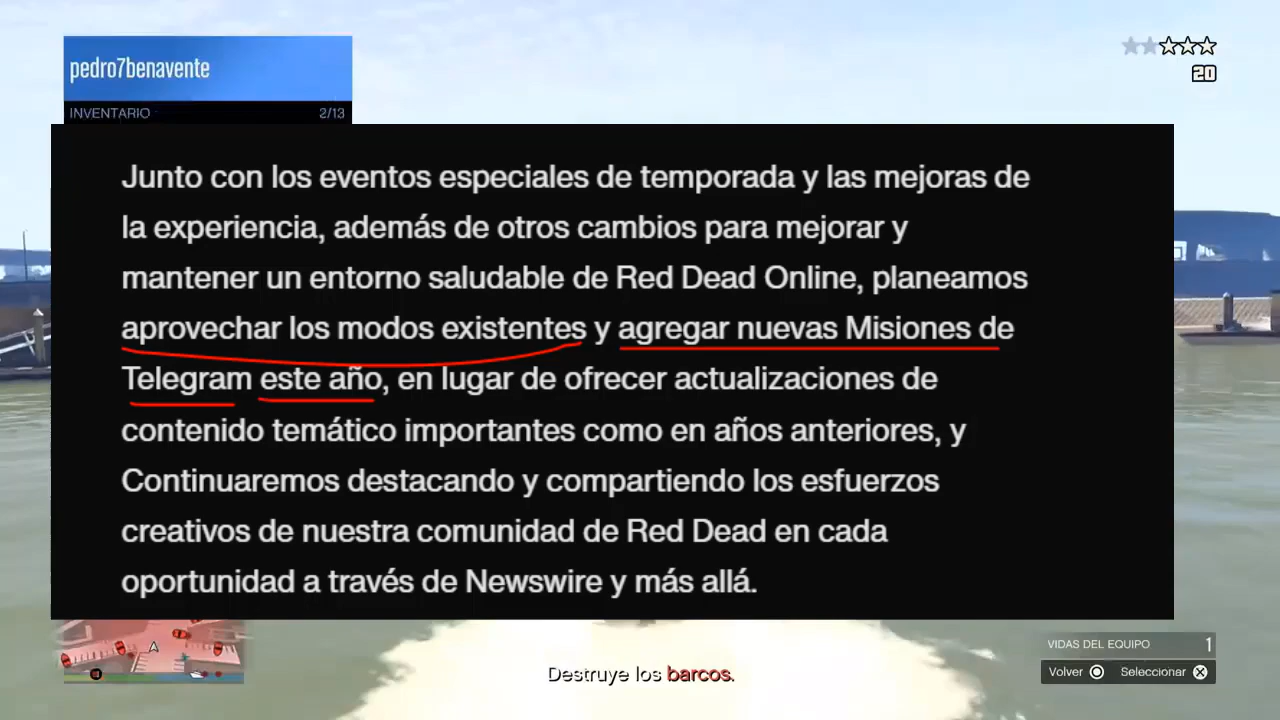 pedro7benavente
20
INVENTARIO 2/13
Junto con los eventos especiales de temporada y las mejoras de
la experiencia, además de otros cambios para mejorar y
mantener un entorno saludable de Red Dead Online, planeamos
aprovechar los modos existentes y agregar nuevas Misiones de
Telegram este año, en lugar de ofrecer actualizaciones de
contenido temático importantes como en años anteriores, y
Continuaremos destacando y compartiendo los esfuerzos
creativos de nuestra comunidad de Red Dead en cada
oportunidad a través de Newswire y más allá.
VIDAS DEL EQUIPO 1
Volver Seleccionar
Destruye los barcos.